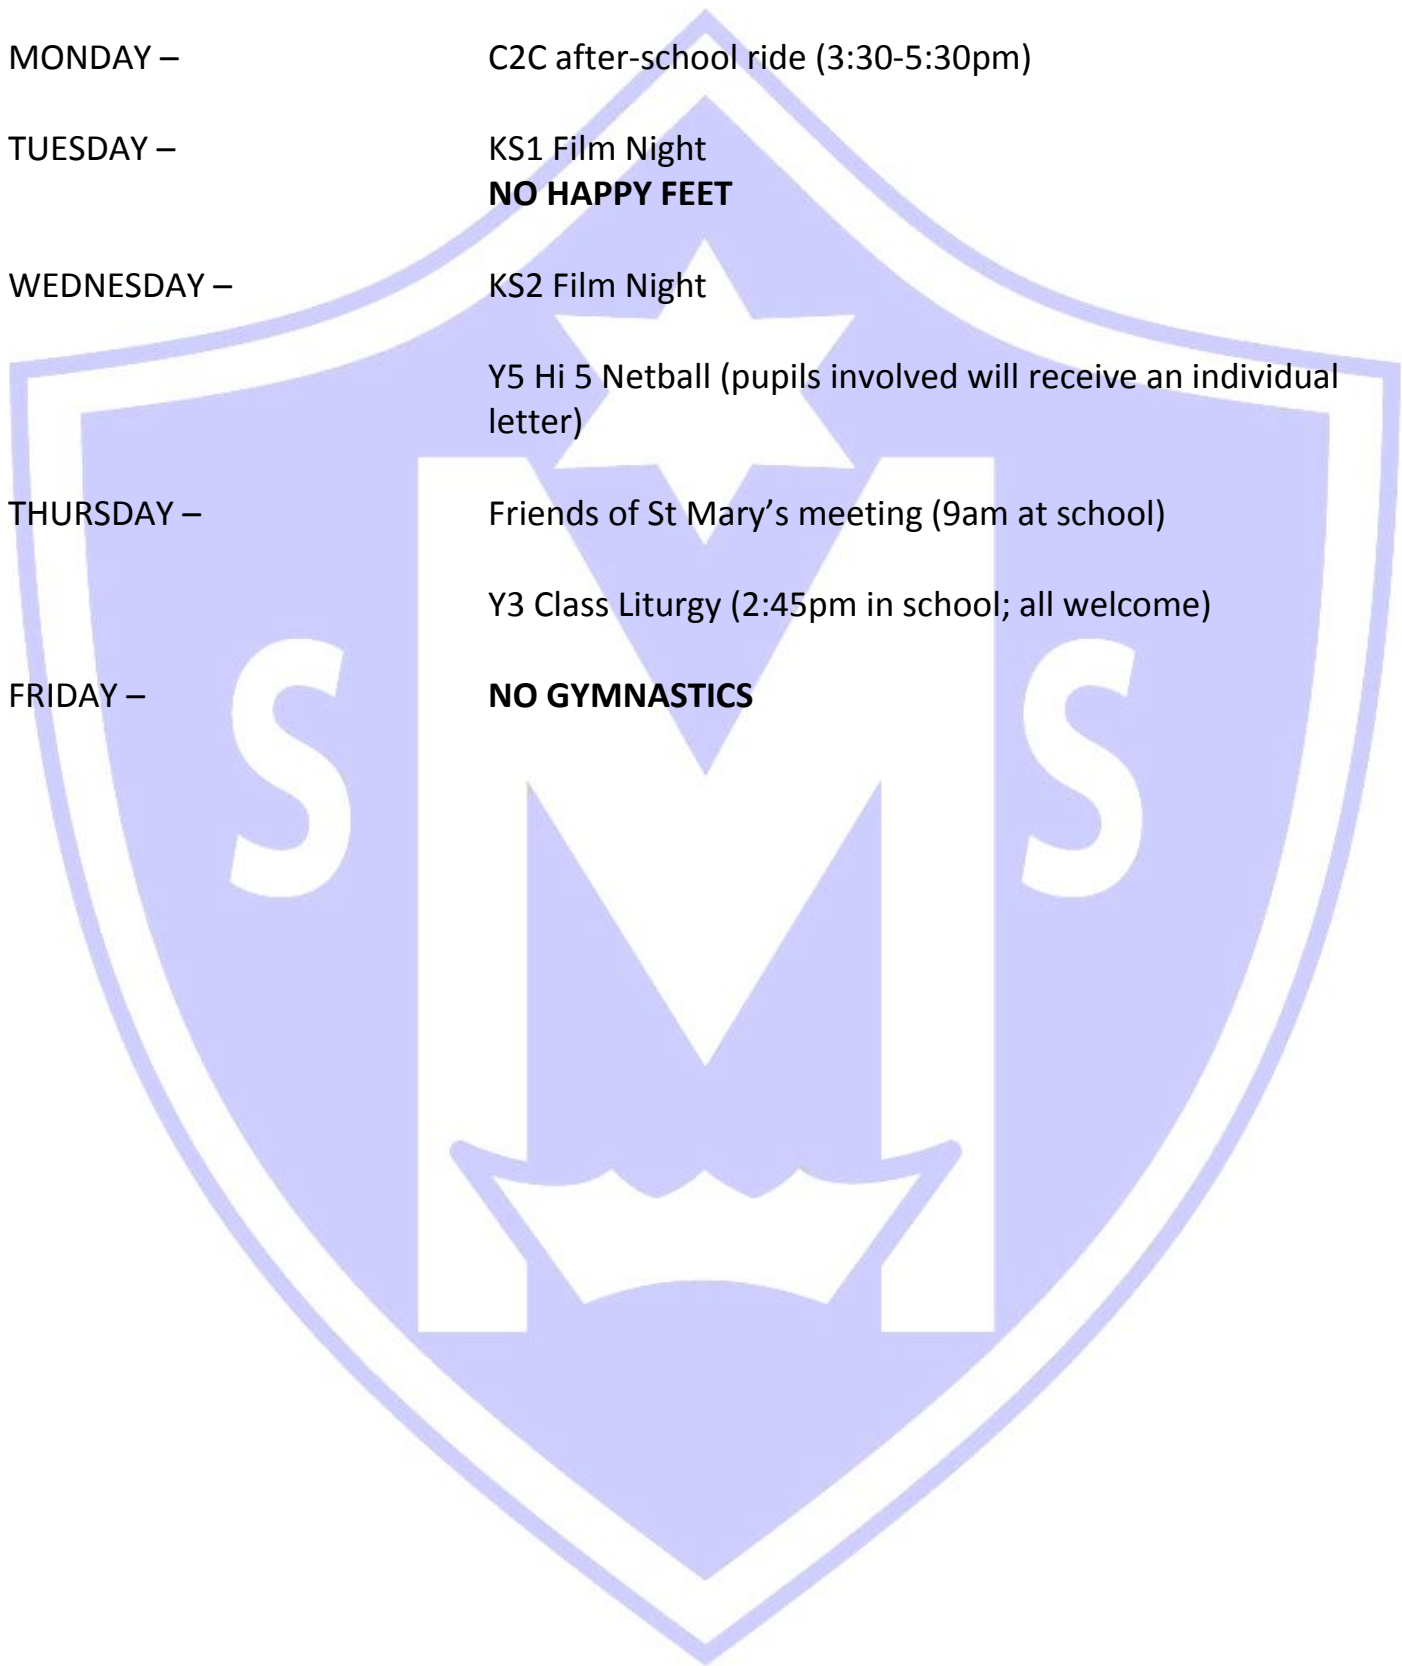 MONDAY – C2C after-school ride (3:30-5:30pm)
TUESDAY – KS1 Film Night
NO HAPPY FEET
WEDNESDAY – KS2 Film Night
Y5 Hi 5 Netball (pupils involved will receive an individual
letter)
THURSDAY – Friends of St Mary’s meeting (9am at school)
Y3 Class Liturgy (2:45pm in school; all welcome)
FRIDAY – NO GYMNASTICS
S M S